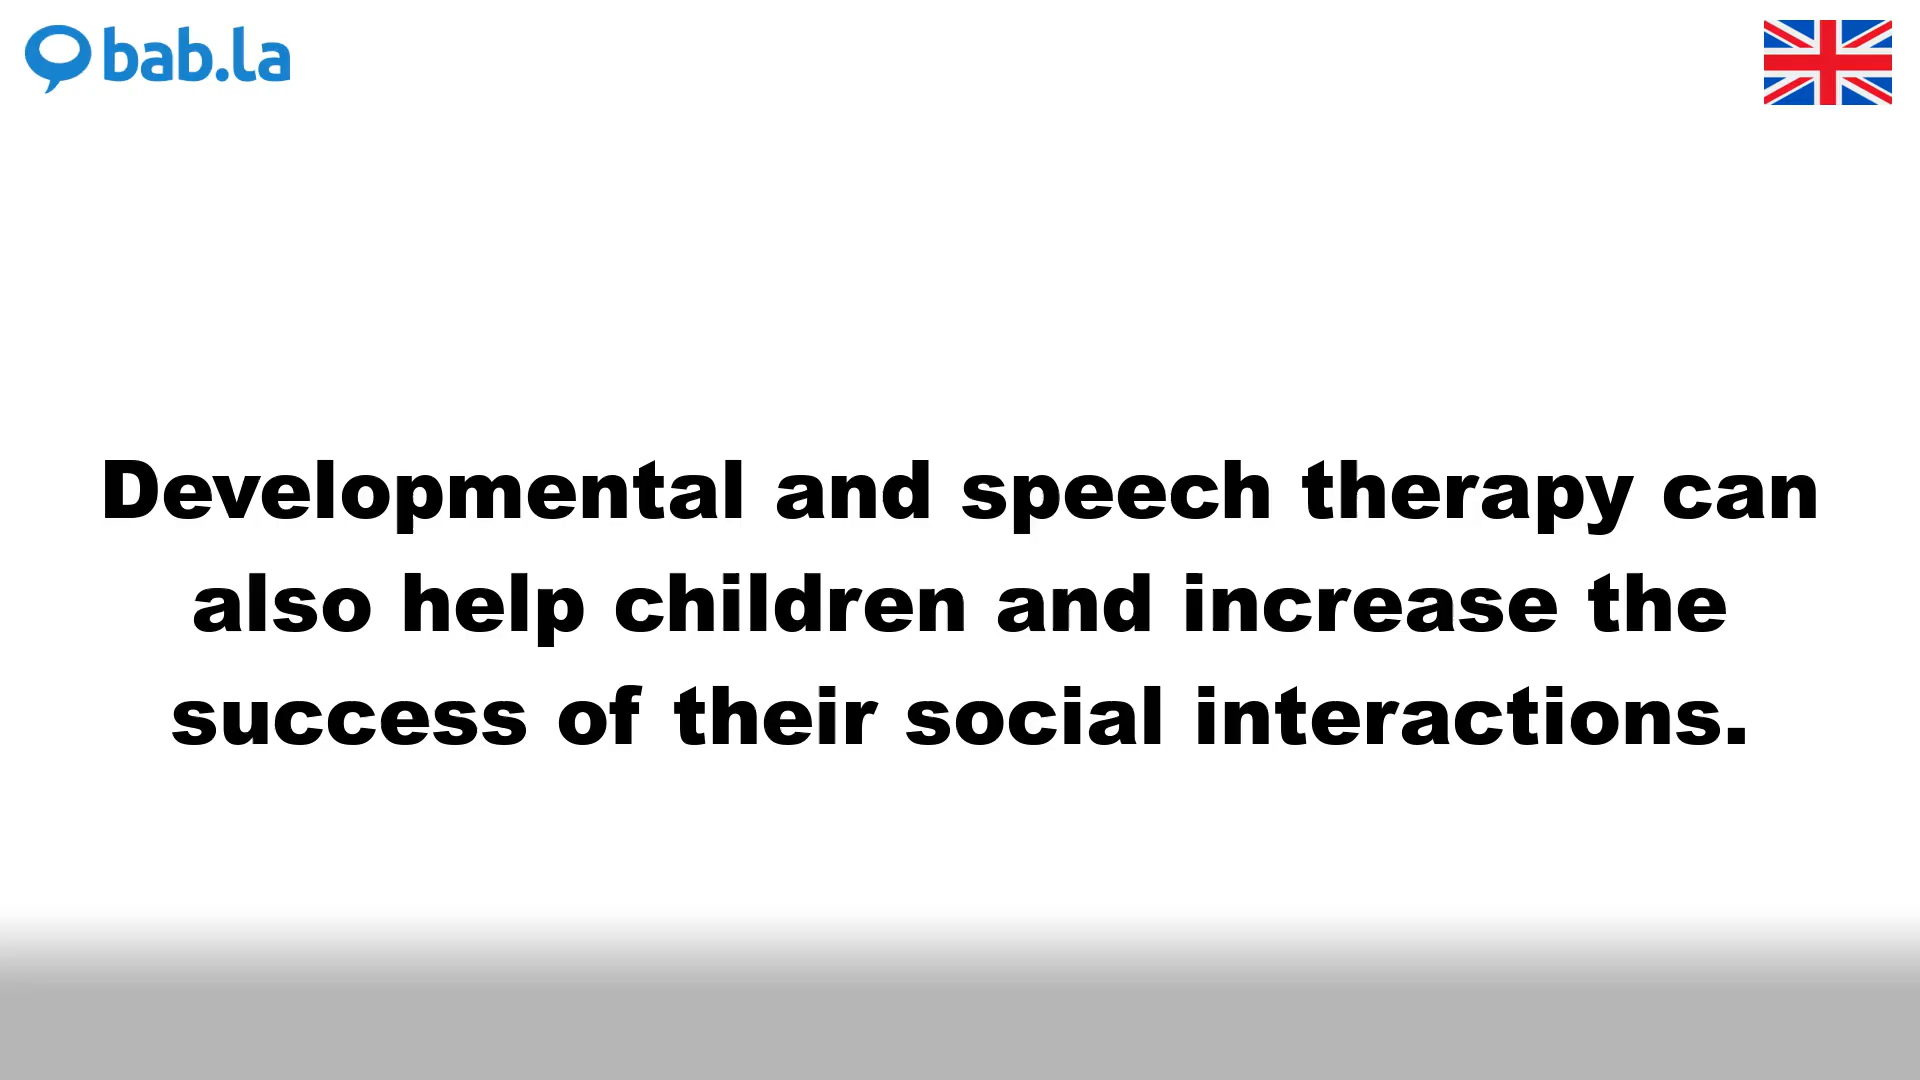 bab.la
Developmental and speech therapy can
also help children and increase the
success of their social interactions.